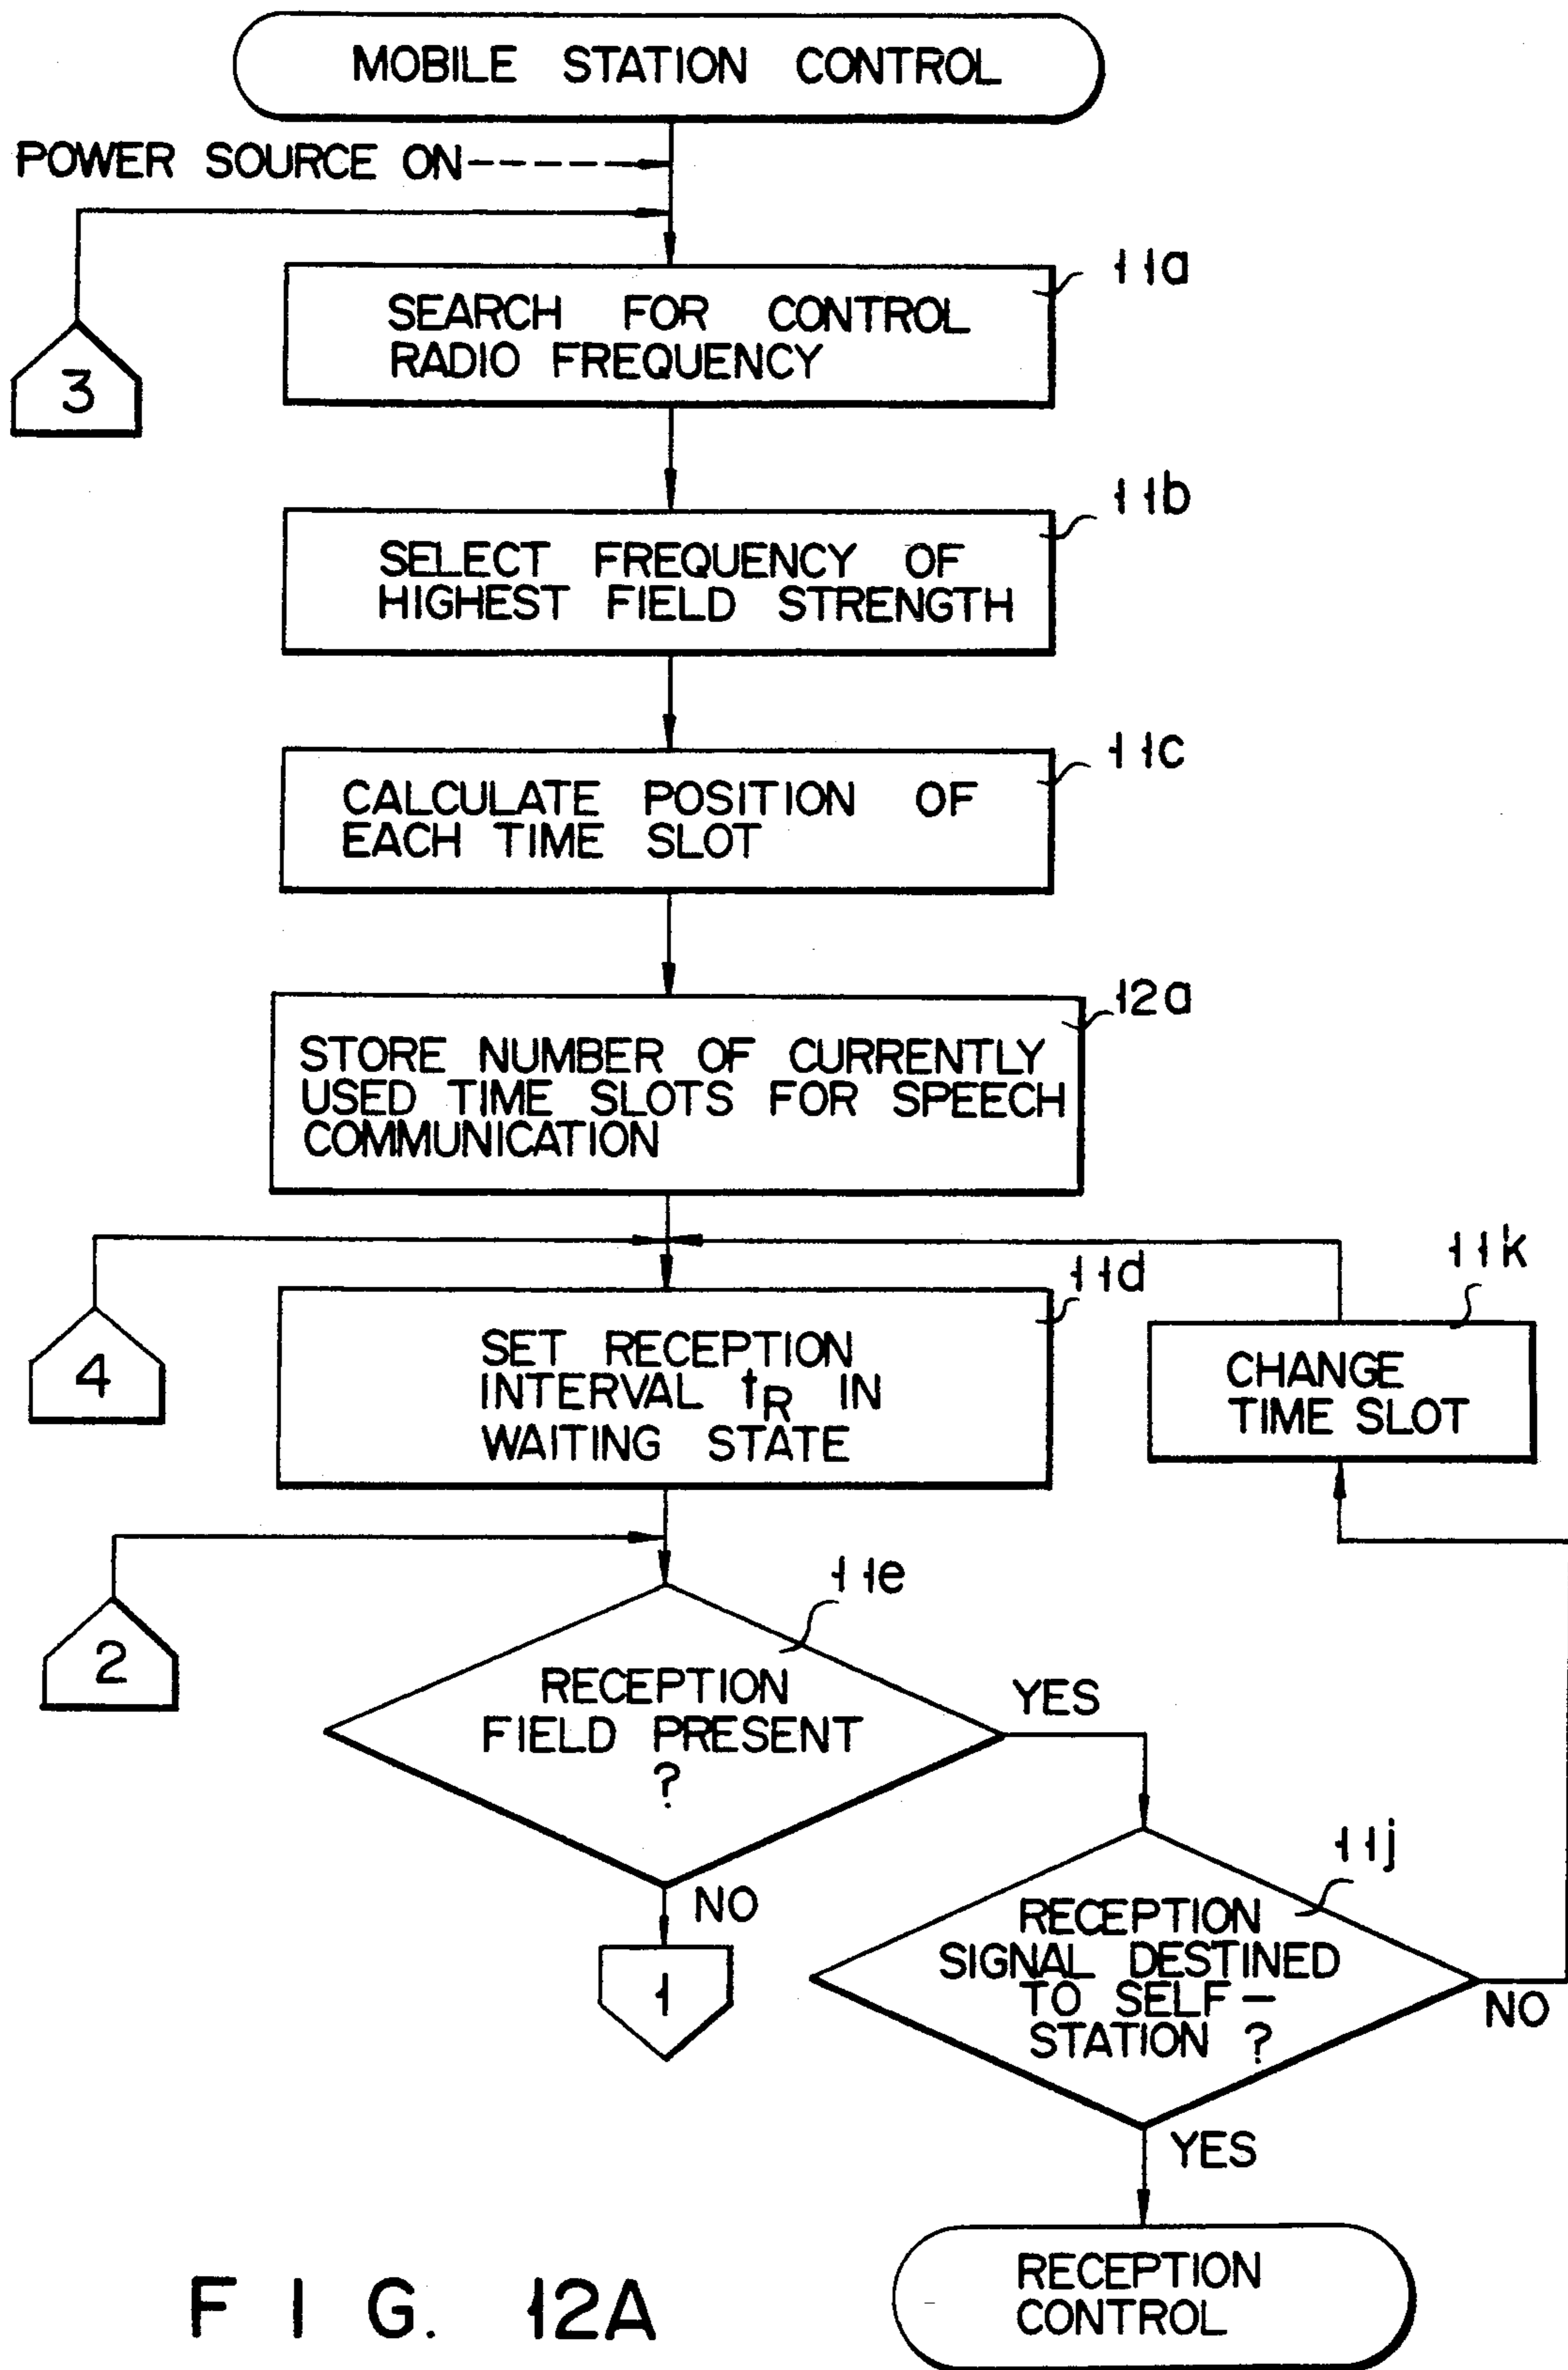 MOBILE STATION CONTROL
POWER SOURCE ON
3
11a
SEARCH FOR CONTROL
RADIO FREQUENCY
11b
SELECT FREQUENCY OF
HIGHEST FIELD STRENGTH
11c
CALCULATE POSITION OF
EACH TIME SLOT
12a
STORE NUMBER OF CURRENTLY
USED TIME SLOTS FOR SPEECH
COMMUNICATION
4
11d
SET RECEPTION
INTERVAL tR IN
WAITING STATE
11k
CHANGE
TIME SLOT
2
11e
RECEPTION
FIELD PRESENT
?
YES
NO
1
11j
RECEPTION
SIGNAL DESTINED
TO SELF-
STATION ?
NO
YES
RECEPTION
CONTROL
FIG. 12A